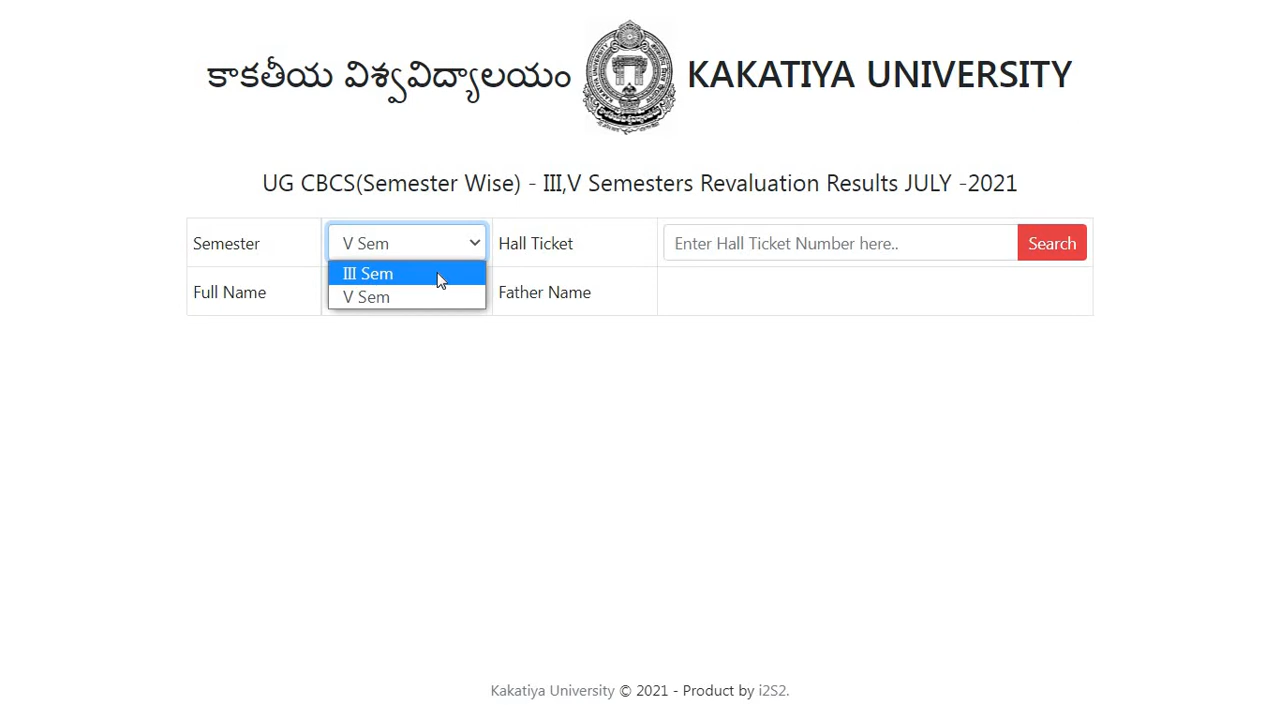 కాకతీయ విశ్వవిద్యాలయం KAKATIYA UNIVERSITY
UG CBCS(Semester Wise) - III,V Semesters Revaluation Results JULY -2021
Semester V Sem Hall Ticket Enter Hall Ticket Number here.. Search
III Sem
V Sem
Full Name Father Name
Kakatiya University © 2021 - Product by i2S2.